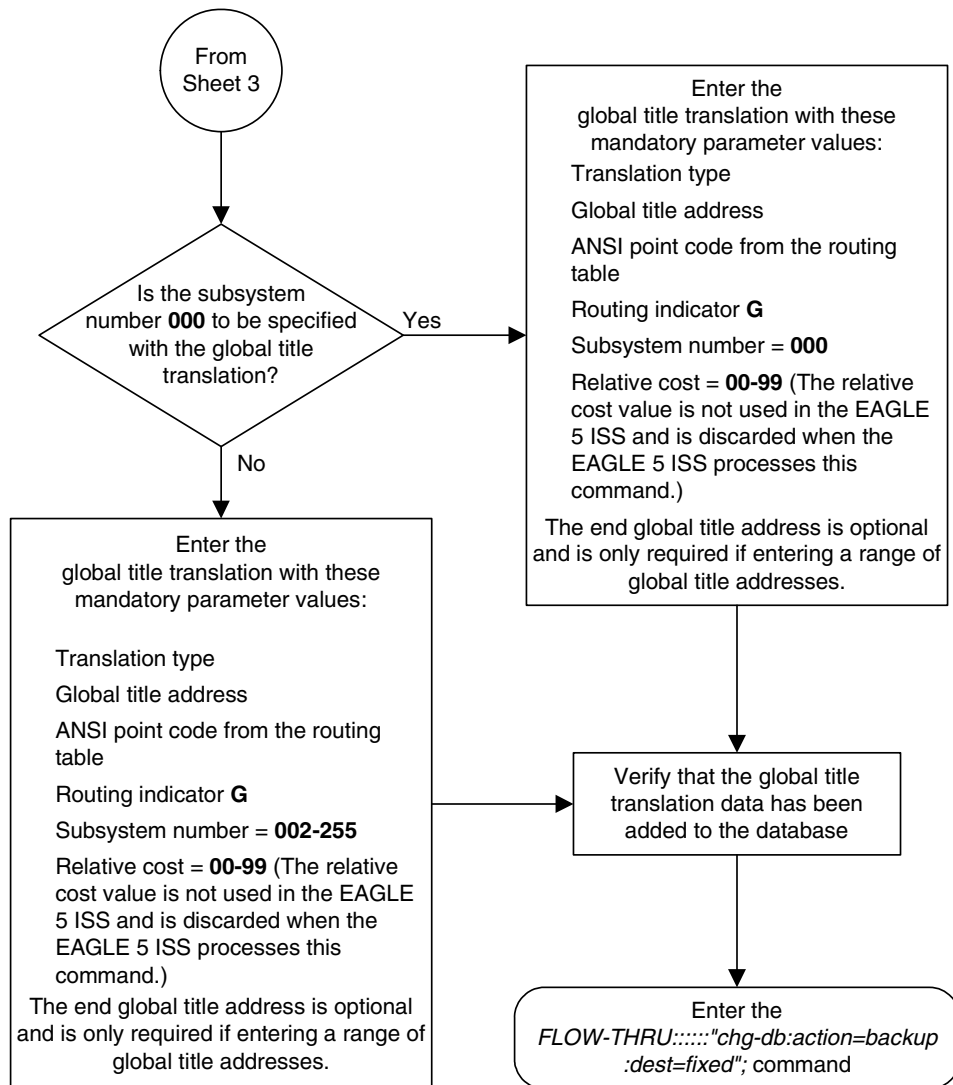 From
Sheet 3
Is the subsystem
number 000 to be specified
with the global title
translation?
Yes
No
Enter the
global title translation with these
mandatory parameter values:
Translation type
Global title address
ANSI point code from the routing
table
Routing indicator G
Subsystem number = 000
Relative cost = 00-99 (The relative
cost value is not used in the EAGLE
5 ISS and is discarded when the
EAGLE 5 ISS processes this
command.)
The end global title address is optional
and is only required if entering a range of
global title addresses.
Enter the
global title translation with these
mandatory parameter values:
Translation type
Global title address
ANSI point code from the routing
table
Routing indicator G
Subsystem number = 002-255
Relative cost = 00-99 (The relative
cost value is not used in the EAGLE
5 ISS and is discarded when the
EAGLE 5 ISS processes this
command.)
The end global title address is optional
and is only required if entering a range of
global title addresses.
Verify that the global title
translation data has been
added to the database
Enter the
FLOW-THRU::::::"chg-db:action=backup
:dest=fixed"; command